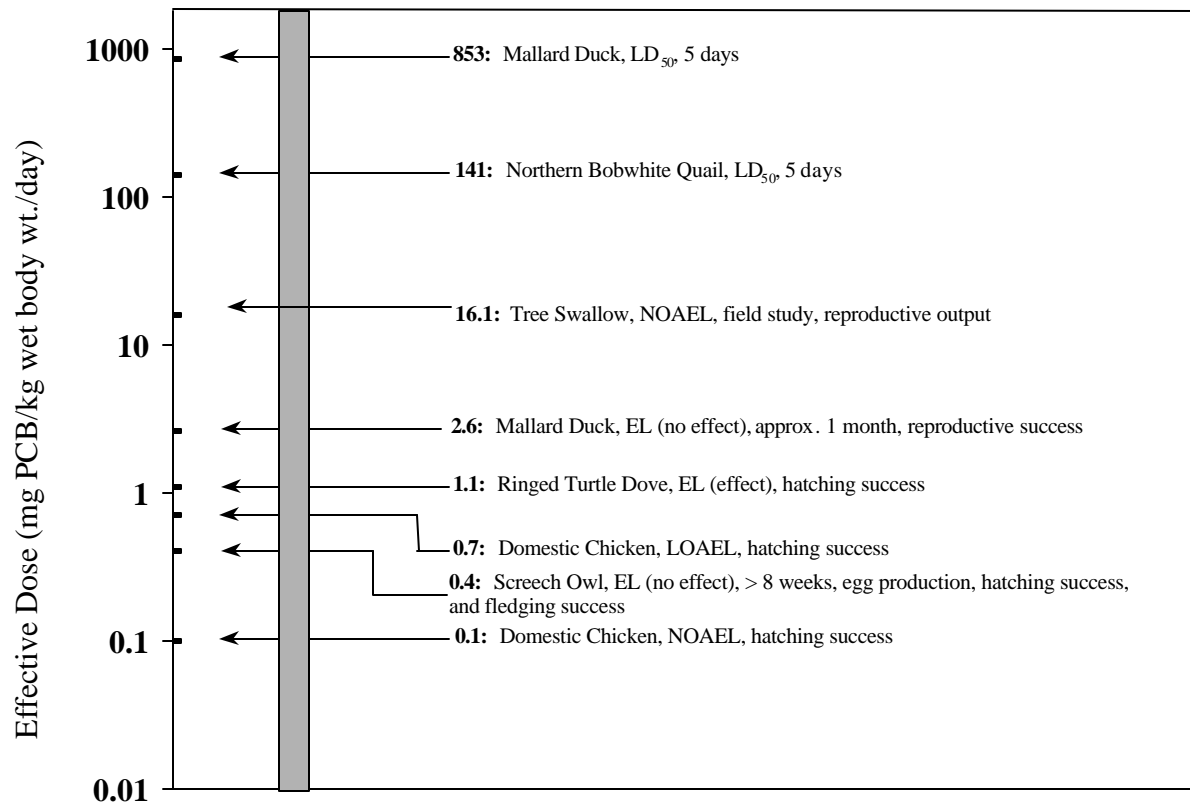 Effective Dose (mg PCB/kg wet body wt./day)
1000
100
10
1
0.1
0.01
853: Mallard Duck, LD50, 5 days
141: Northern Bobwhite Quail, LD50, 5 days
16.1: Tree Swallow, NOAEL, field study, reproductive output
2.6: Mallard Duck, EL (no effect), approx. 1 month, reproductive success
1.1: Ringed Turtle Dove, EL (effect), hatching success
0.7: Domestic Chicken, LOAEL, hatching success
0.4: Screech Owl, EL (no effect), > 8 weeks, egg production, hatching success,
and fledging success
0.1: Domestic Chicken, NOAEL, hatching success